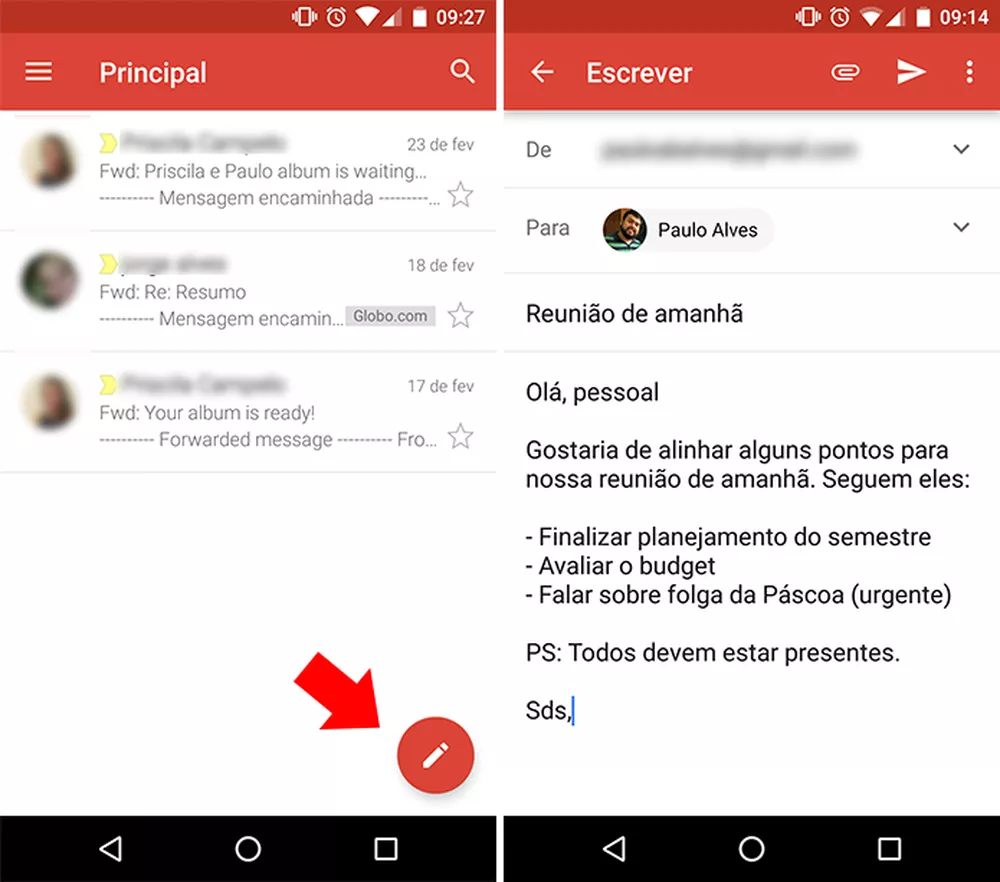 09:27
Principal
23 de fev
Fwd: Priscila e Paulo album is waiting...
---------- Mensagem encaminhada ---------...
18 de fev
Fwd: Re: Resumo
---------- Mensagem encamin... Globo.com
17 de fev
Fwd: Your album is ready!
---------- Forwarded message ---------- Fro...
09:14
Escrever
De
Para Paulo Alves
Reunião de amanhã
Olá, pessoal
Gostaria de alinhar alguns pontos para
nossa reunião de amanhã. Seguem eles:
- Finalizar planejamento do semestre
- Avaliar o budget
- Falar sobre folga da Páscoa (urgente)
PS: Todos devem estar presentes.
Sds,